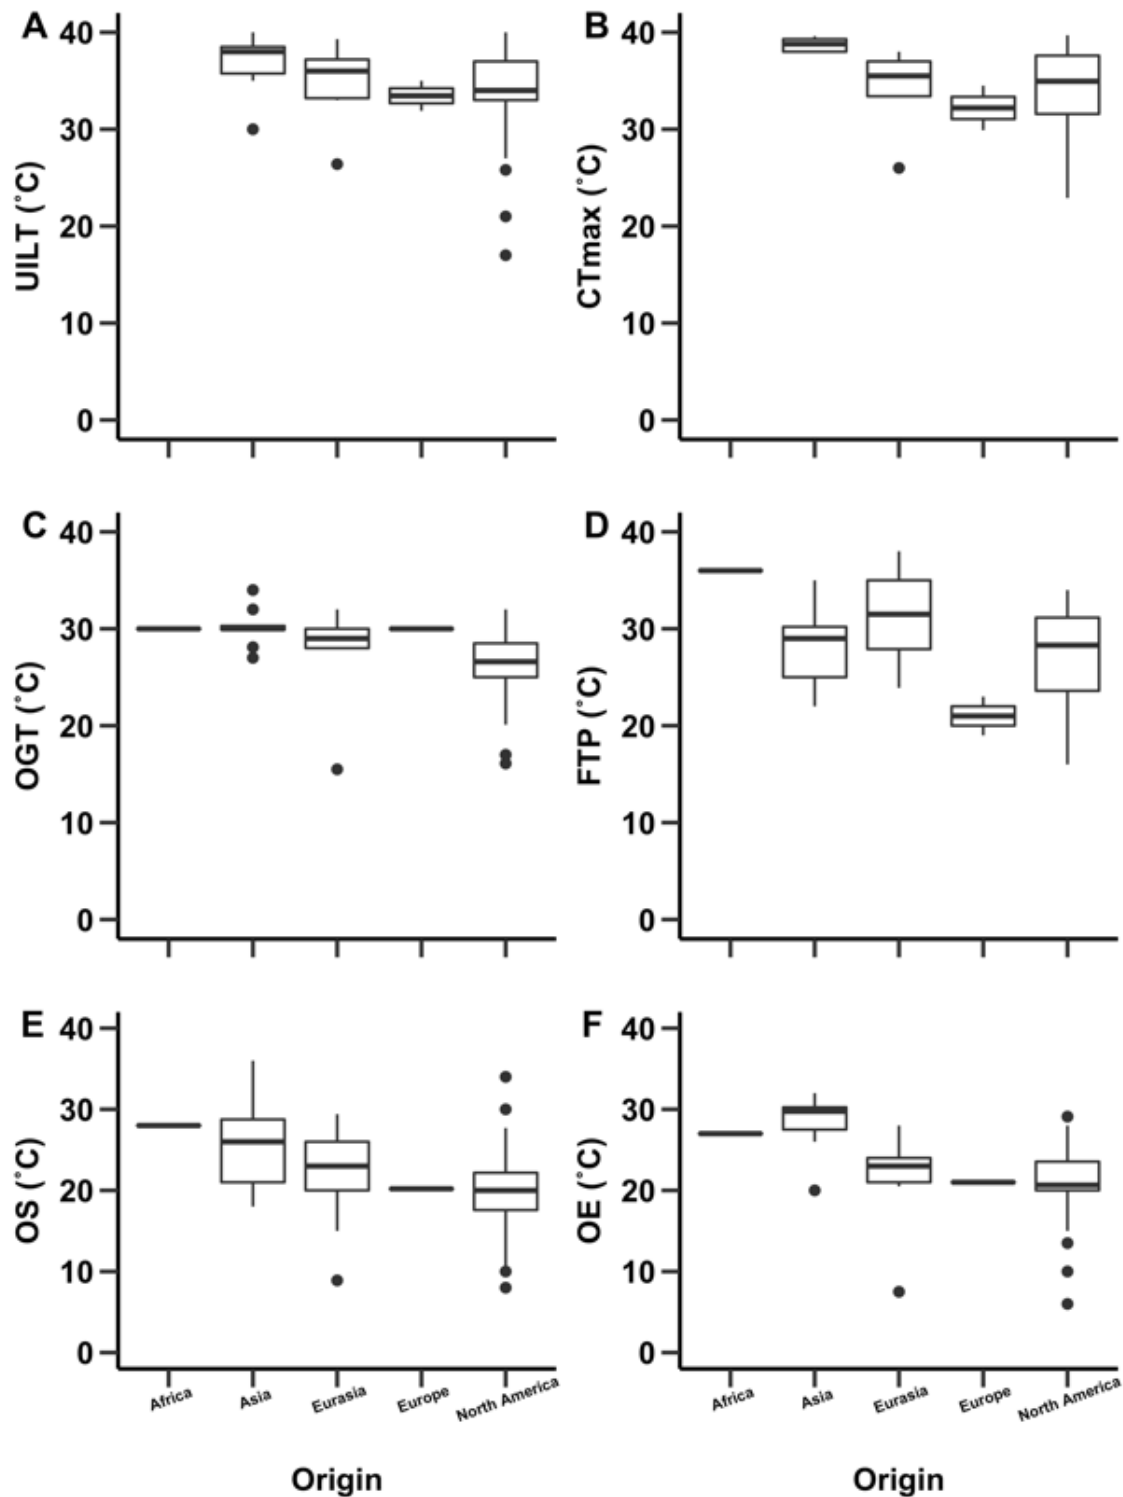 A
40
30
20
10
0
UILT (˚C)
B
40
30
20
10
0
CTmax (˚C)
C
40
30
20
10
0
OGT (˚C)
D
40
30
20
10
0
FTP (˚C)
E
40
30
20
10
0
OS (˚C)
Africa
Asia
Eurasia
Europe
North America
Origin
F
40
30
20
10
0
OE (˚C)
Africa
Asia
Eurasia
Europe
North America
Origin